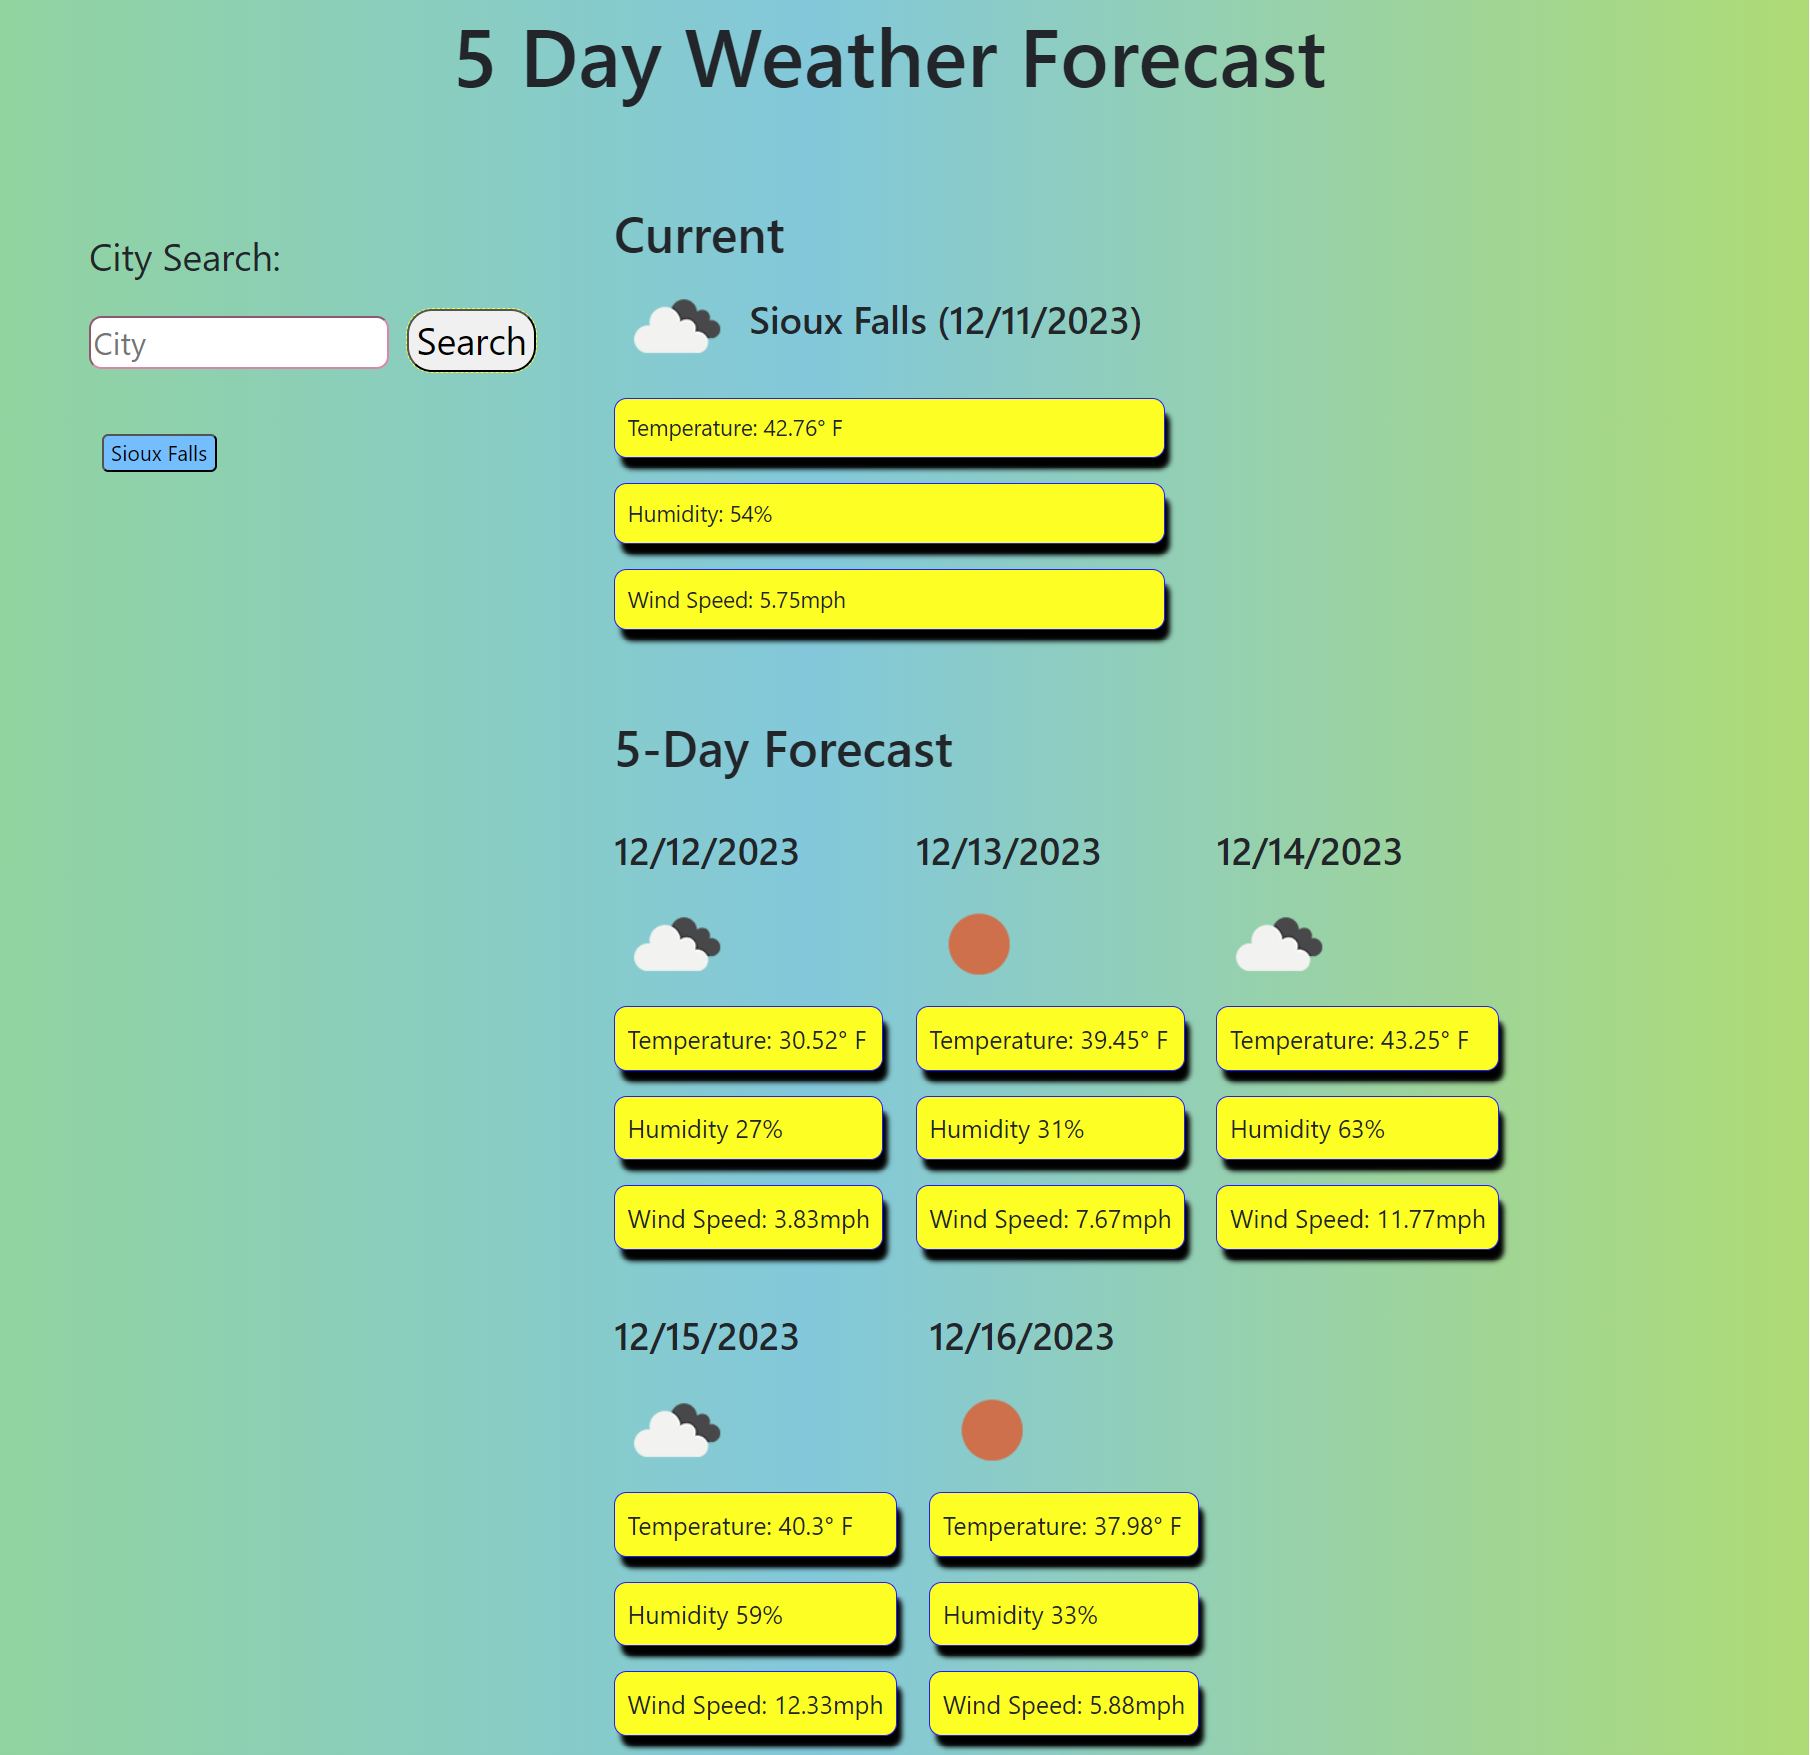 5 Day Weather Forecast
City Search:
City
Search
Sioux Falls
Current
Sioux Falls (12/11/2023)
Temperature: 42.76° F
Humidity: 54%
Wind Speed: 5.75mph
5-Day Forecast
12/12/2023
Temperature: 30.52° F
Humidity 27%
Wind Speed: 3.83mph
12/13/2023
Temperature: 39.45° F
Humidity 31%
Wind Speed: 7.67mph
12/14/2023
Temperature: 43.25° F
Humidity 63%
Wind Speed: 11.77mph
12/15/2023
Temperature: 40.3° F
Humidity 59%
Wind Speed: 12.33mph
12/16/2023
Temperature: 37.98° F
Humidity 33%
Wind Speed: 5.88mph